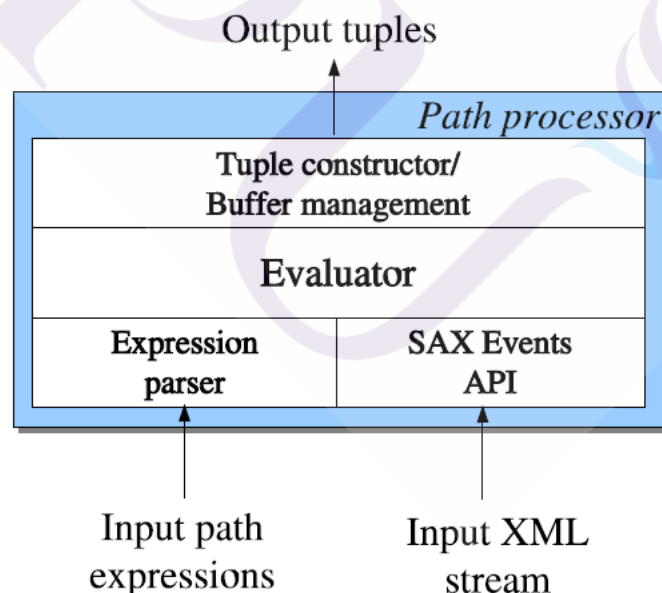 Output tuples
Path processor
Tuple constructor/
Buffer management
Evaluator
Expression
parser
SAX Events
API
Input path
expressions
Input XML
stream